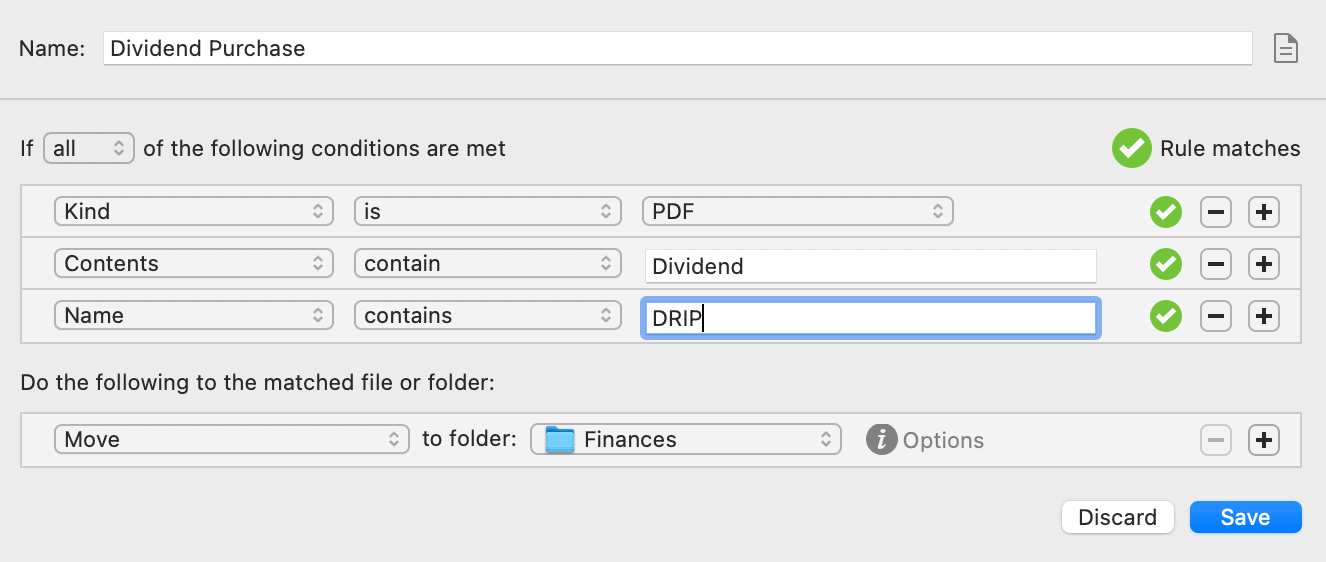 Name: Dividend Purchase
If all of the following conditions are met Rule matches
Kind is PDF
Contents contain Dividend
Name contains DRIP
Do the following to the matched file or folder:
Move to folder: Finances i Options
Discard Save